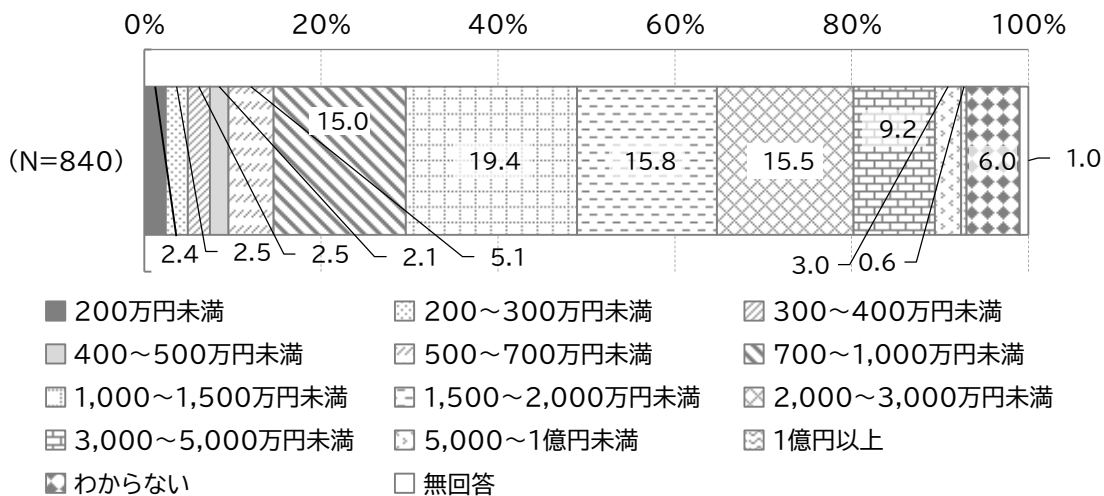 0% 20% 40% 60% 80% 100%
(N=840) 15.0 19.4 15.8 15.5 9.2 6.0 1.0
2.4 2.5 2.5 2.1 5.1 3.0 0.6
200万円未満 200～300万円未満 300～400万円未満
400～500万円未満 500～700万円未満 700～1,000万円未満
1,000～1,500万円未満 1,500～2,000万円未満 2,000～3,000万円未満
3,000～5,000万円未満 5,000～1億円未満 1億円以上
わからない 無回答